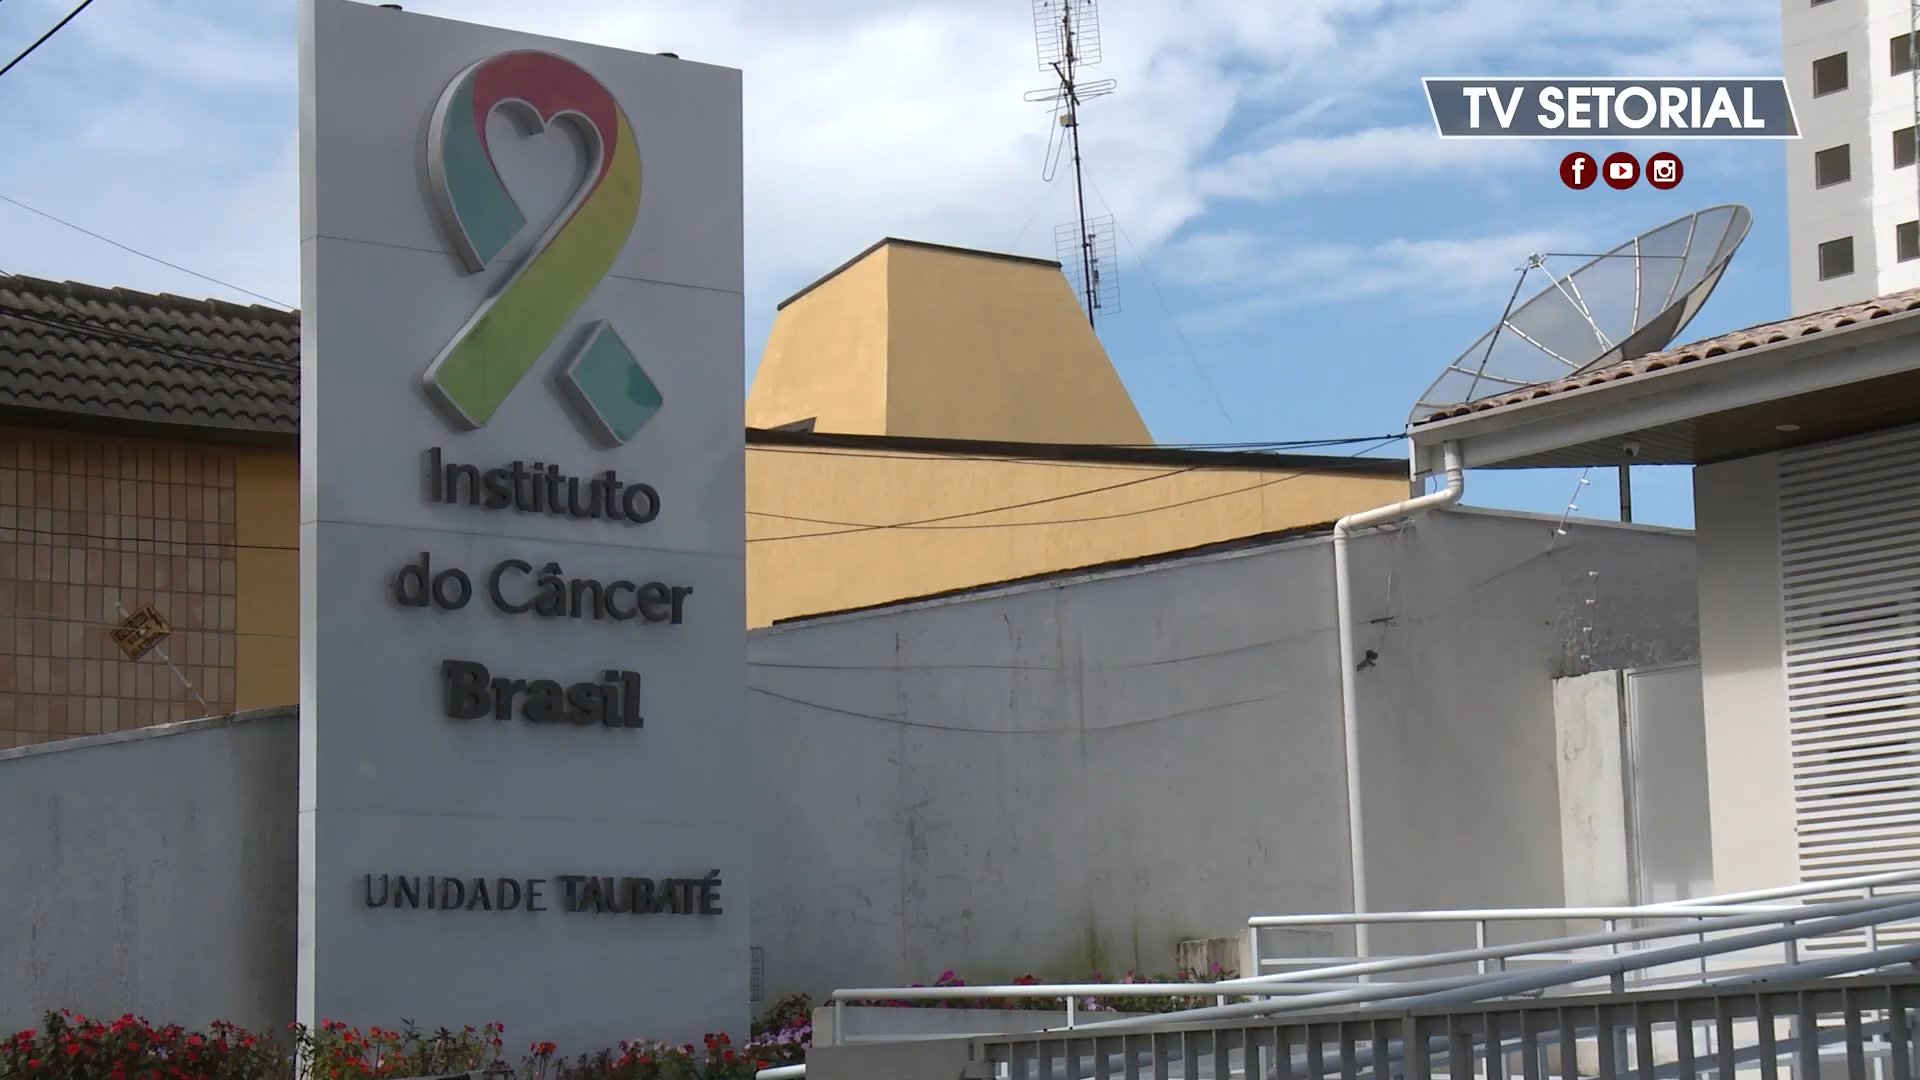 TV SETORIAL
Instituto
do Câncer
Brasil
UNIDADE TAUBATÉ